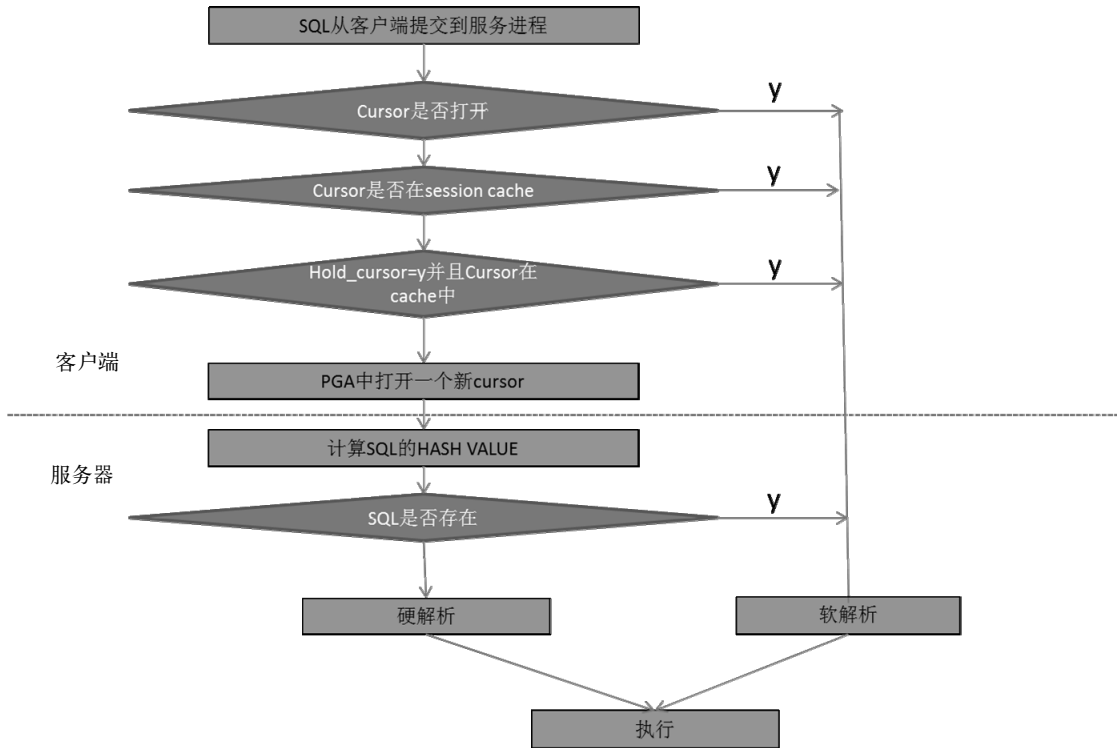 SQL从客户端提交到服务进程
Cursor是否打开
y
Cursor是否在session cache
y
Hold_cursor=y并且Cursor在
cache中
y
客户端
PGA中打开一个新cursor
计算SQL的HASH VALUE
服务器
SQL是否存在
y
硬解析
软解析
执行